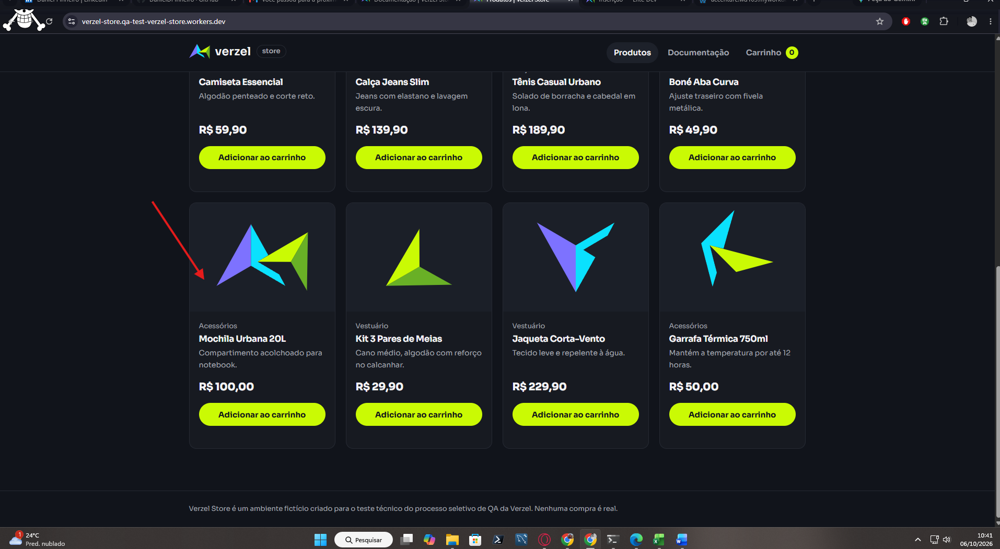 Daniel Pinheiro | LinkedIn
DanielDPinheiro · GitHub
Você passou para a próxim
Documentação | Verzel Sto
Produtos | Verzel Store
Inscrição
Elite Dev
accenture.wd103.myworkd
Peça ao Gemini
verzel-store.qa-test-verzel-store.workers.dev
verzel store Produtos Documentação Carrinho 0
Camiseta Essencial
Algodão penteado e corte reto.
R$ 59,90
Adicionar ao carrinho
Calça Jeans Slim
Jeans com elastano e lavagem
escura.
R$ 139,90
Adicionar ao carrinho
Tênis Casual Urbano
Solado de borracha e cabedal em
lona.
R$ 189,90
Adicionar ao carrinho
Boné Aba Curva
Ajuste traseiro com fivela
metálica.
R$ 49,90
Adicionar ao carrinho
Acessórios
Mochila Urbana 20L
Compartimento acolchoado para
notebook.
R$ 100,00
Adicionar ao carrinho
Vestuário
Kit 3 Pares de Meias
Cano médio, algodão com reforço
no calcanhar.
R$ 29,90
Adicionar ao carrinho
Vestuário
Jaqueta Corta-Vento
Tecido leve e repelente à água.
R$ 229,90
Adicionar ao carrinho
Acessórios
Garrafa Térmica 750ml
Mantém a temperatura por até 12
horas.
R$ 50,00
Adicionar ao carrinho
Verzel Store é um ambiente fictício criado para o teste técnico do processo seletivo de QA da Verzel. Nenhuma compra é real.
1
24°C
Pred. nublado
Pesquisar
10:41
06/10/2026